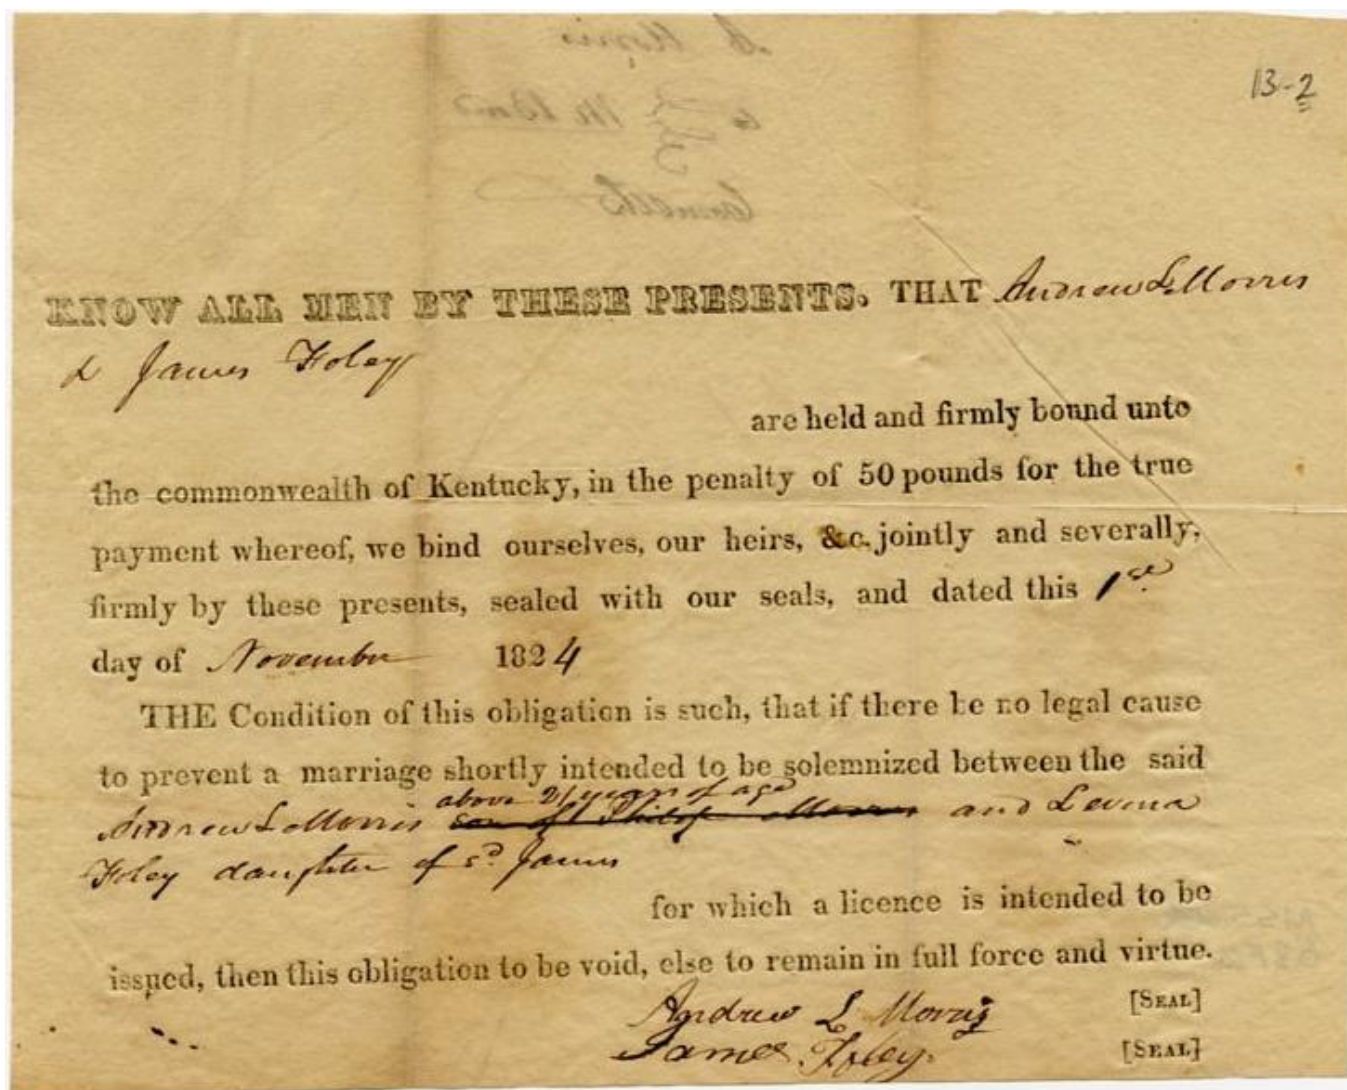 13-2
KNOW ALL MEN BY THESE PRESENTS, THAT Andrew L Morris
& James Foley
are held and firmly bound unto
the commonwealth of Kentucky, in the penalty of 50 pounds for the true
payment whereof, we bind ourselves, our heirs, &c. jointly and severally,
firmly by these presents, sealed with our seals, and dated this 1st
day of November 1824
THE Condition of this obligation is such, that if there be no legal cause
to prevent a marriage shortly intended to be solemnized between the said
above 21 years of age
Andrew L Morris son of Philip Morris and Levina
Foley daughter of sd James
for which a licence is intended to be
issued, then this obligation to be void, else to remain in full force and virtue.
Andrew L Morris [SEAL]
James Foley. [SEAL]